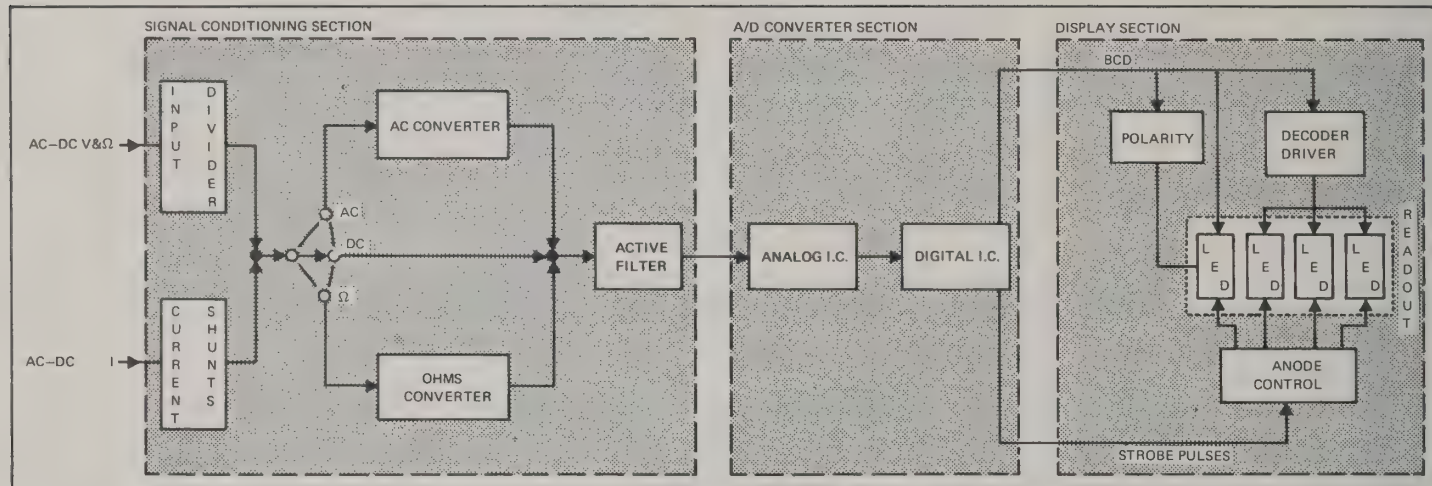 SIGNAL CONDITIONING SECTION
A/D CONVERTER SECTION
DISPLAY SECTION
AC–DC V&Ω
INPUT
DIVIDER
AC–DC I
CURRENT
SHUNTS
AC CONVERTER
AC
DC
Ω
OHMS
CONVERTER
ACTIVE
FILTER
ANALOG I.C.
DIGITAL I.C.
BCD
POLARITY
DECODER
DRIVER
LED
LED
LED
LED
READOUT
ANODE
CONTROL
STROBE PULSES